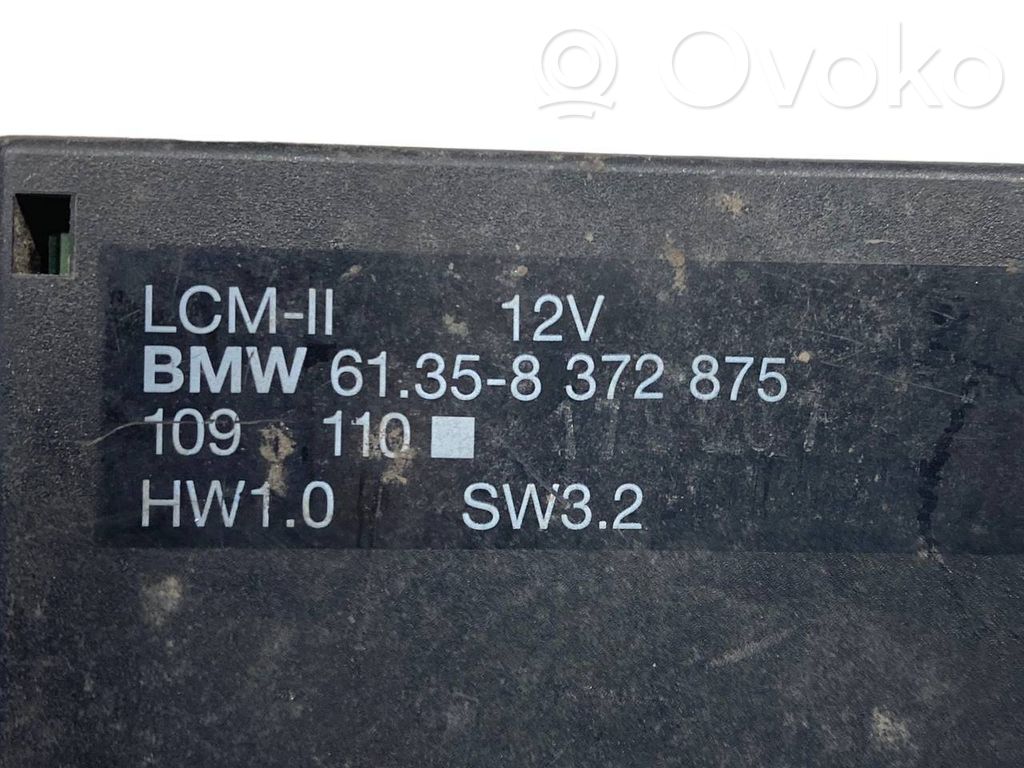 Ovoko
LCM-II 12V
BMW 61.35-8 372 875
109 110
HW1.0 SW3.2